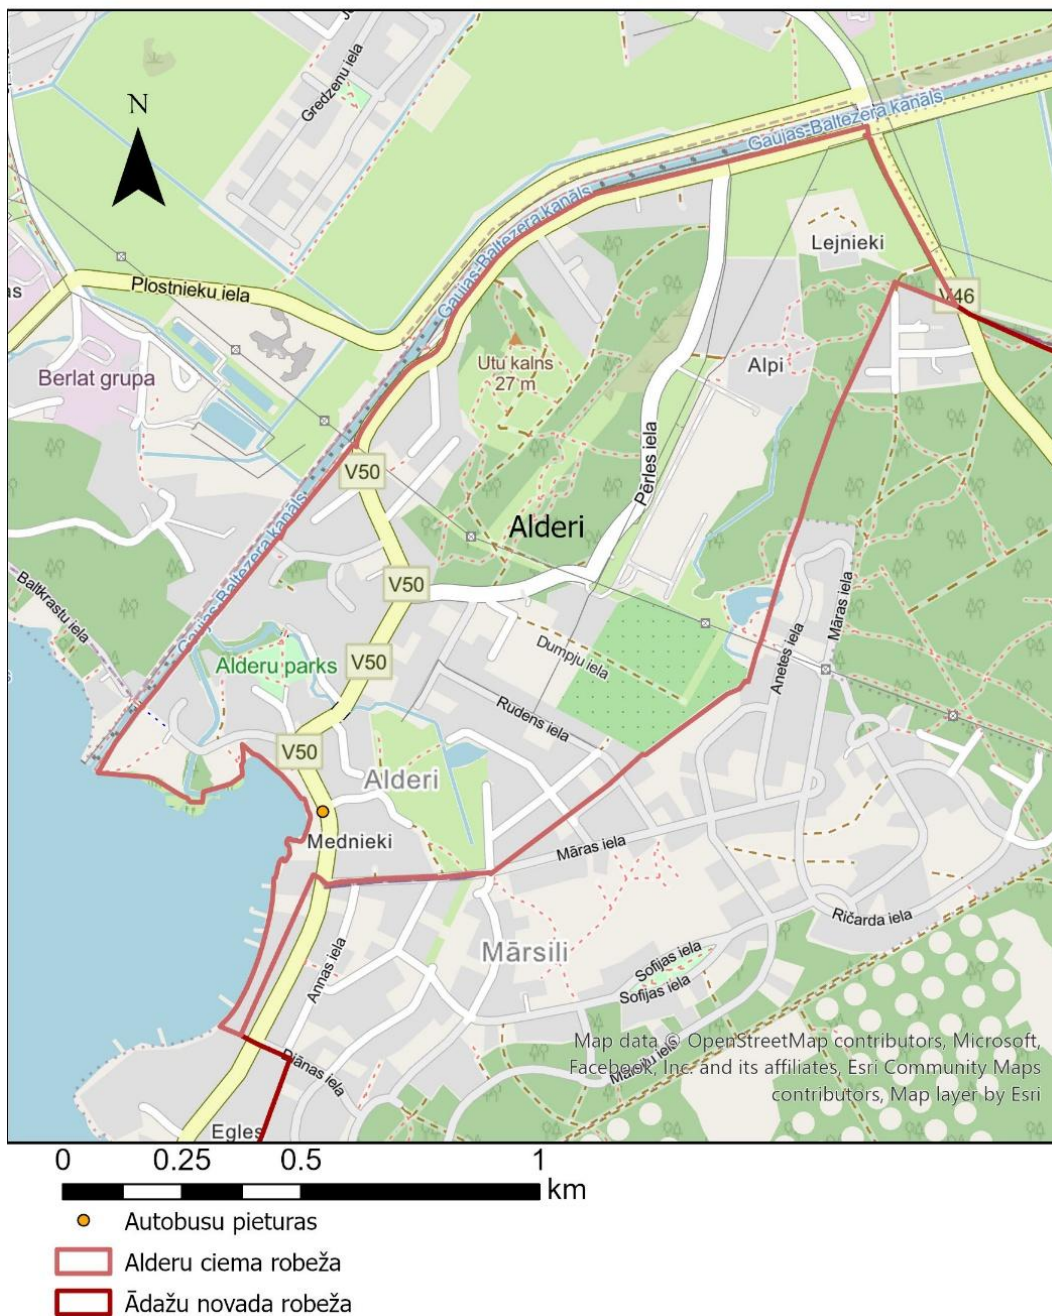 Gredzenu iela
N
Gaujas-Baltezera kanāls
Gaujas-Baltezera kanāls
Lejnieki
Plostnieku iela
V46
as
Utu kalns
27 m
Alpi
Berlat grupa
V50
Pērles iela
Alderi
Gaujas-Baltezera kanāls
V50
Māras iela
Baltkrastu iela
Anetes iela
Dumpju iela
Alderu parks
V50
Rudens iela
V50
Alderi
Mednieki
Māras iela
Ričarda iela
Annas iela
Mārsili
Sofijas iela
Sofijas iela
Diānas iela
Map data © OpenStreetMap contributors, Microsoft,
Facebook, Inc. and its affiliates, Esri Community Maps
contributors, Map layer by Esri
Egles
0 0.25 0.5 1
km
Autobusu pieturas
Alderu ciema robeža
Ādažu novada robeža